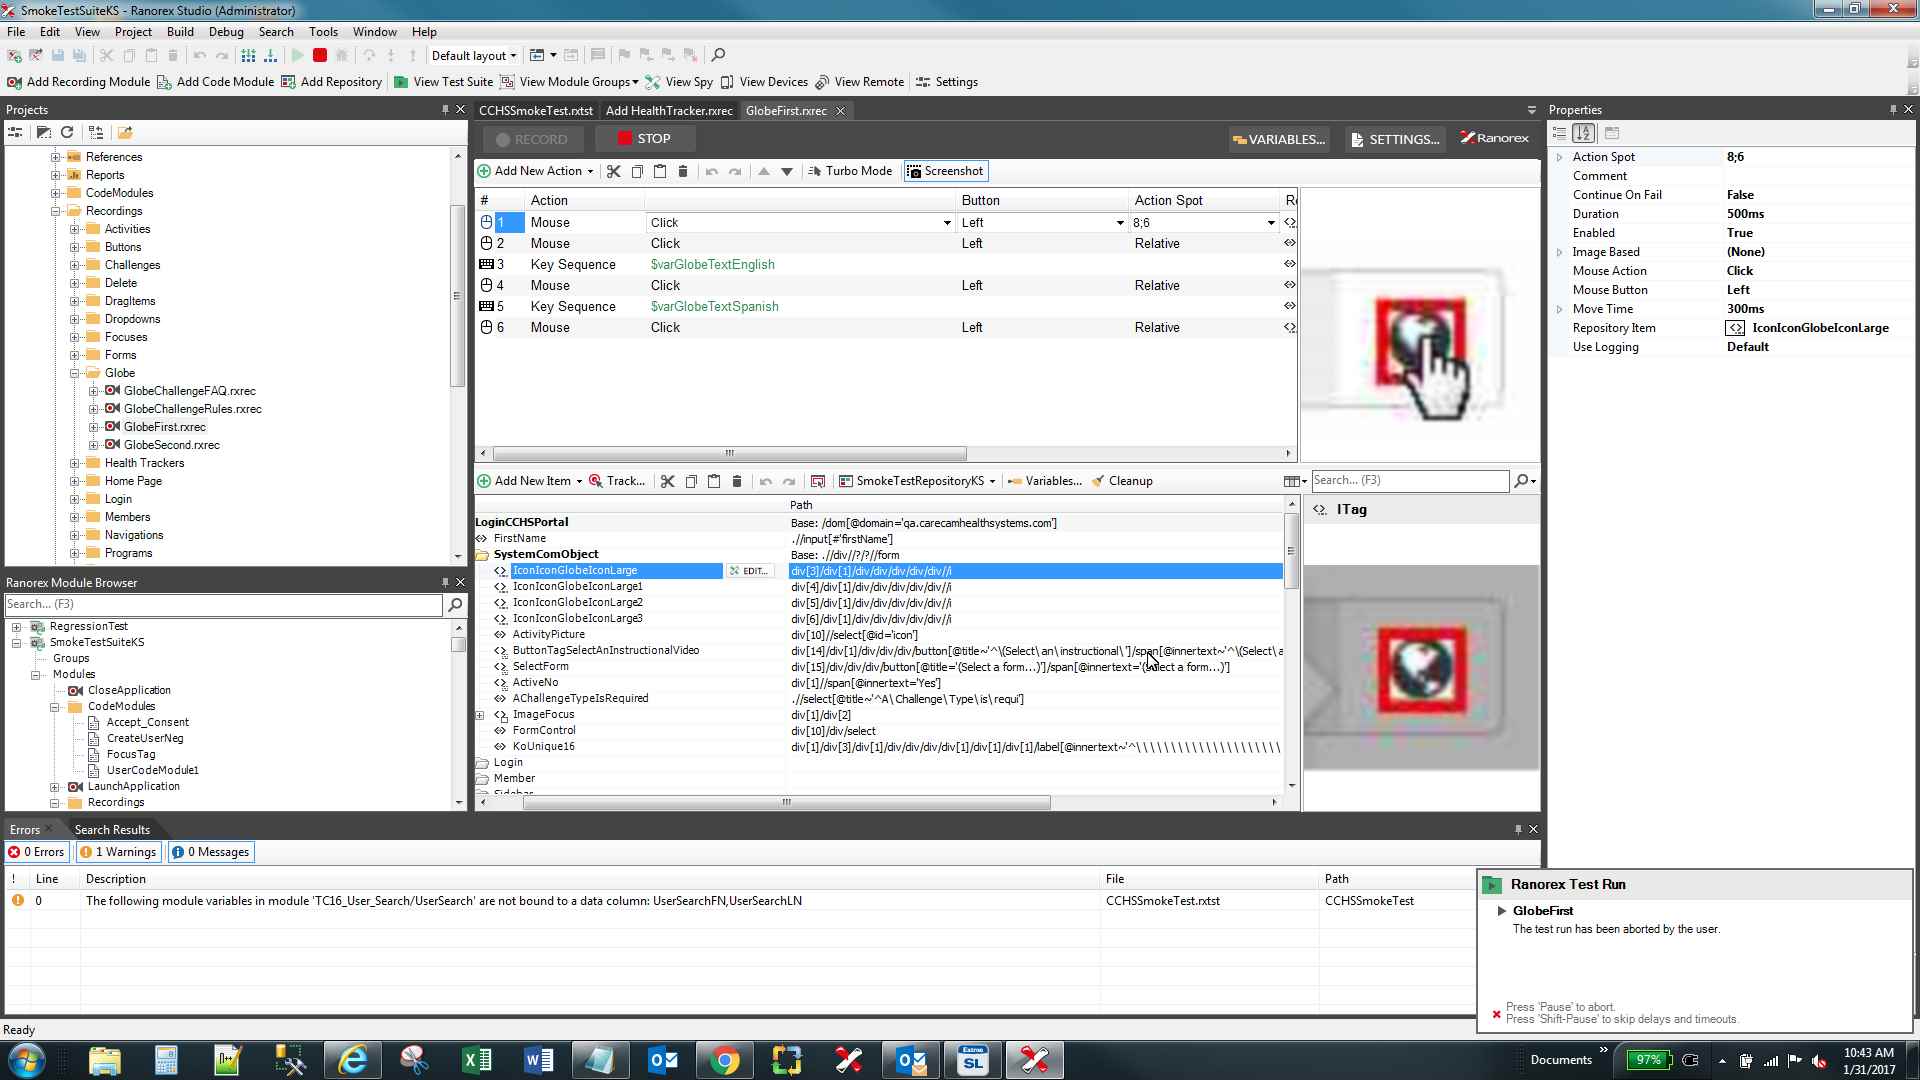 SmokeTestSuiteKS - Ranorex Studio (Administrator)
File Edit View Project Build Debug Search Tools Window Help
Default layout
Add Recording Module Add Code Module Add Repository View Test Suite View Module Groups View Spy View Devices View Remote Settings
Projects
References
Reports
CodeModules
Recordings
Activities
Buttons
Challenges
Delete
DragItems
Dropdowns
Focuses
Forms
Globe
GlobeChallengeFAQ.rxrec
GlobeChallengeRules.rxrec
GlobeFirst.rxrec
GlobeSecond.rxrec
Health Trackers
Home Page
Login
Members
Navigations
Programs
Ranorex Module Browser
Search... (F3)
RegressionTest
SmokeTestSuiteKS
Groups
Modules
CloseApplication
CodeModules
Accept_Consent
CreateUserNeg
FocusTag
UserCodeModule1
LaunchApplication
Recordings
CCHSSmokeTest.rxtst Add HealthTracker.rxrec GlobeFirst.rxrec
RECORD STOP VARIABLES... SETTINGS... Ranorex
Add New Action Turbo Mode Screenshot
# Action Button Action Spot Re
1 Mouse Click Left 8;6
2 Mouse Click Left Relative
3 Key Sequence $varGlobeTextEnglish
4 Mouse Click Left Relative
5 Key Sequence $varGlobeTextSpanish
6 Mouse Click Left Relative
Add New Item Track... SmokeTestRepositoryKS Variables... Cleanup Search... (F3)
Path
LoginCCHSPortal Base: /dom[@domain='qa.carecamhealthsystems.com']
FirstName .//input[#'firstName']
SystemComObject Base: .//div//?/?//form
IconIconGlobeIconLarge EDIT... div[3]/div[1]/div/div/div/div/div//i
IconIconGlobeIconLarge1 div[4]/div[1]/div/div/div/div/div//i
IconIconGlobeIconLarge2 div[5]/div[1]/div/div/div/div/div//i
IconIconGlobeIconLarge3 div[6]/div[1]/div/div/div/div/div//i
ActivityPicture div[10]//select[@id='icon']
ButtonTagSelectAnInstructionalVideo div[14]/div[1]/div/div/div/button[@title~'^\(Select\ an\ instructional\ ']/span[@innertext~'^\(Select\ a
SelectForm div[15]/div/div/div/button[@title='(Select a form...)']/span[@innertext='(Select a form...)']
ActiveNo div[1]//span[@innertext='Yes']
AChallengeTypeIsRequired .//select[@title~'^A\ Challenge\ Type\ is\ requi']
ImageFocus div[1]/div[2]
FormControl div[10]/div/select
KoUnique16 div[1]/div[3]/div[1]/div/div/div/div[1]/div[1]/div[1]/label[@innertext~'^\ \ \ \ \ \ \ \ \ \ \ \ \ \ \ \ \ \ \ \ \
Login
Member
Sidebar
ITag
Properties
Action Spot 8;6
Comment
Continue On Fail False
Duration 500ms
Enabled True
Image Based (None)
Mouse Action Click
Mouse Button Left
Move Time 300ms
Repository Item IconIconGlobeIconLarge
Use Logging Default
Errors Search Results
0 Errors 1 Warnings 0 Messages
! Line Description File Path
0 The following module variables in module 'TC16_User_Search/UserSearch' are not bound to a data column: UserSearchFN,UserSearchLN CCHSSmokeTest.rxtst CCHSSmokeTest
Ranorex Test Run
GlobeFirst
The test run has been aborted by the user.
Press 'Pause' to abort.
Press 'Shift-Pause' to skip delays and timeouts.
Ready
Documents 97% 10:43 AM
1/31/2017